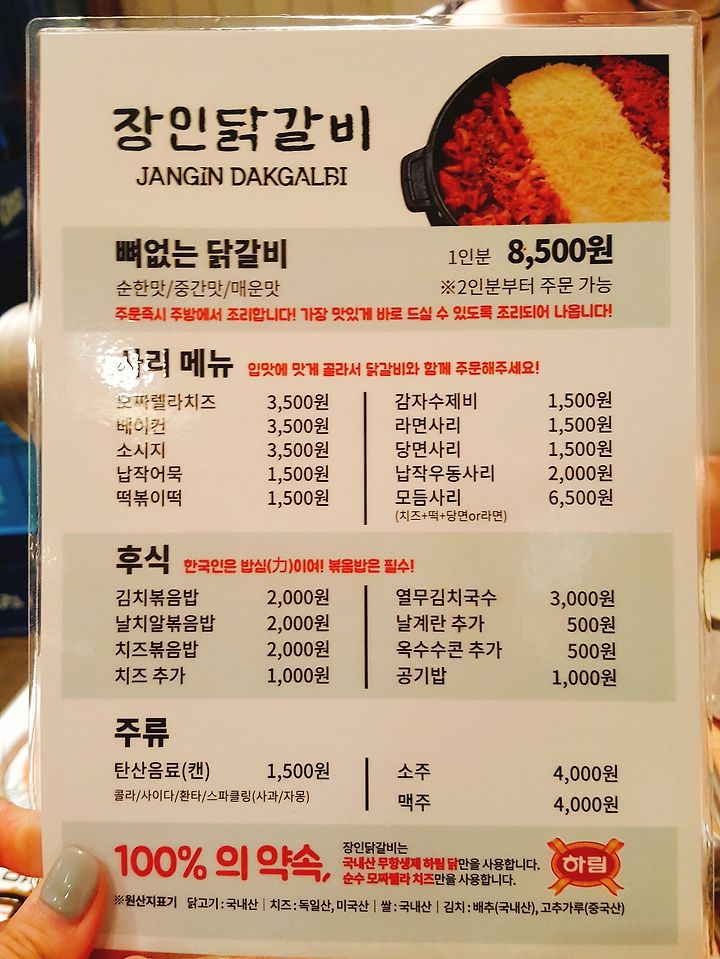 장인닭갈비
JANGIN DAKGALBI
뼈없는 닭갈비 1인분 8,500원
순한맛/중간맛/매운맛 ※2인분부터 주문 가능
주문즉시 주방에서 조리합니다! 가장 맛있게 바로 드실 수 있도록 조리되어 나옵니다!
사리 메뉴 입맛에 맞게 골라서 닭갈비와 함께 주문해주세요!
모짜렐라치즈 3,500원
베이컨 3,500원
소시지 3,500원
납작어묵 1,500원
떡볶이떡 1,500원
감자수제비 1,500원
라면사리 1,500원
당면사리 1,500원
납작우동사리 2,000원
모듬사리 6,500원
(치즈+떡+당면or라면)
후식 한국인은 밥심(力)이여! 볶음밥은 필수!
김치볶음밥 2,000원
날치알볶음밥 2,000원
치즈볶음밥 2,000원
치즈 추가 1,000원
열무김치국수 3,000원
날계란 추가 500원
옥수수콘 추가 500원
공기밥 1,000원
주류
탄산음료(캔) 1,500원
콜라/사이다/환타/스파클링(사과/자몽)
소주 4,000원
맥주 4,000원
100% 의 약속,
장인닭갈비는
국내산 무항생제 하림 닭만을 사용합니다.
순수 모짜렐라 치즈만을 사용합니다.
하림
※원산지표기 닭고기 : 국내산 | 치즈 : 독일산, 미국산 | 쌀 : 국내산 | 김치 : 배추(국내산), 고추가루(중국산)